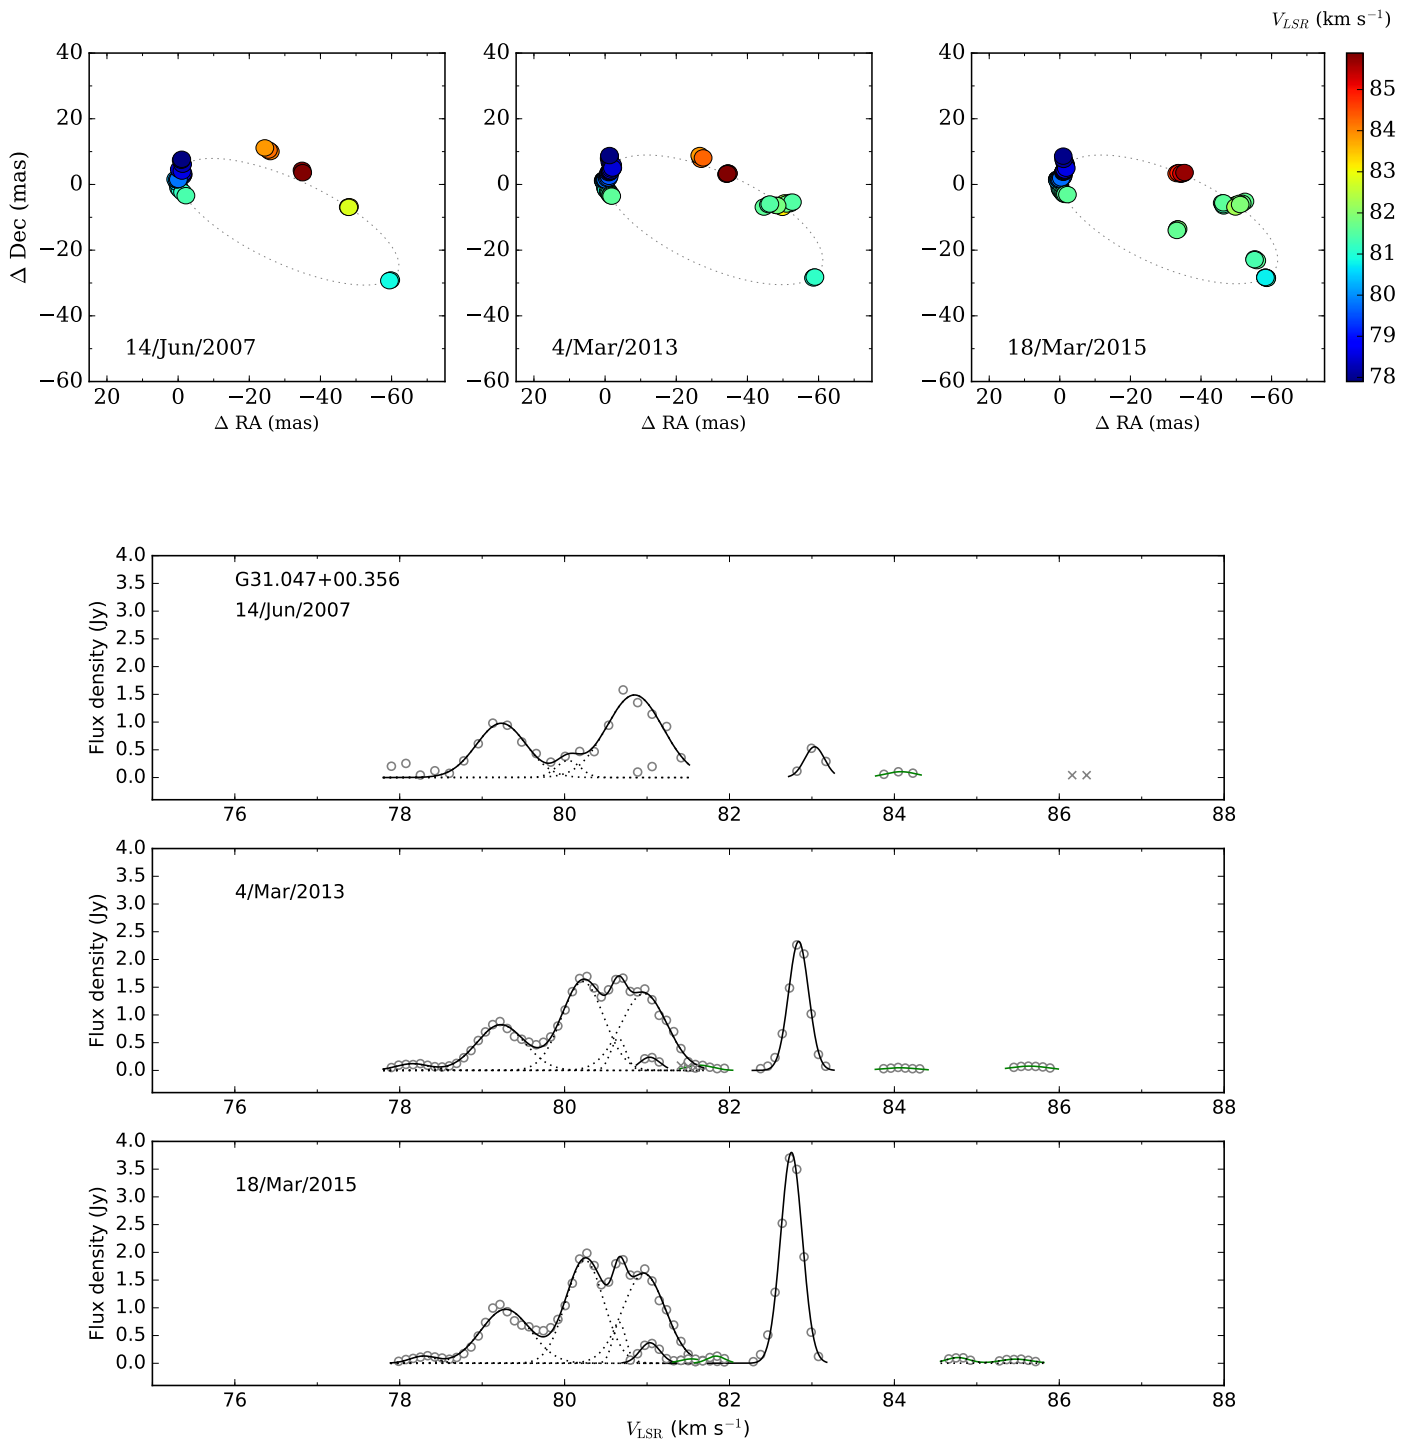 V_LSR (km s⁻¹)
40
20
0
−20
−40
−60
Δ Dec (mas)
14/Jun/2007
0 −20 −40 −60
Δ RA (mas)
40
20
0
−20
−40
−60
4/Mar/2013
0 −20 −40 −60
Δ RA (mas)
40
20
0
−20
−40
−60
18/Mar/2015
20 0 −20 −40 −60
Δ RA (mas)
85
84
83
82
81
80
79
78
4.0
3.5
3.0
2.5
2.0
1.5
1.0
0.5
0.0
Flux density (Jy)
G31.047+00.356
14/Jun/2007
76 78 80 82 84 86 88
4.0
3.5
3.0
2.5
2.0
1.5
1.0
0.5
0.0
Flux density (Jy)
4/Mar/2013
76 78 80 82 84 86 88
4.0
3.5
3.0
2.5
2.0
1.5
1.0
0.5
0.0
Flux density (Jy)
18/Mar/2015
76 78 80 82 84 86 88
V_LSR (km s⁻¹)